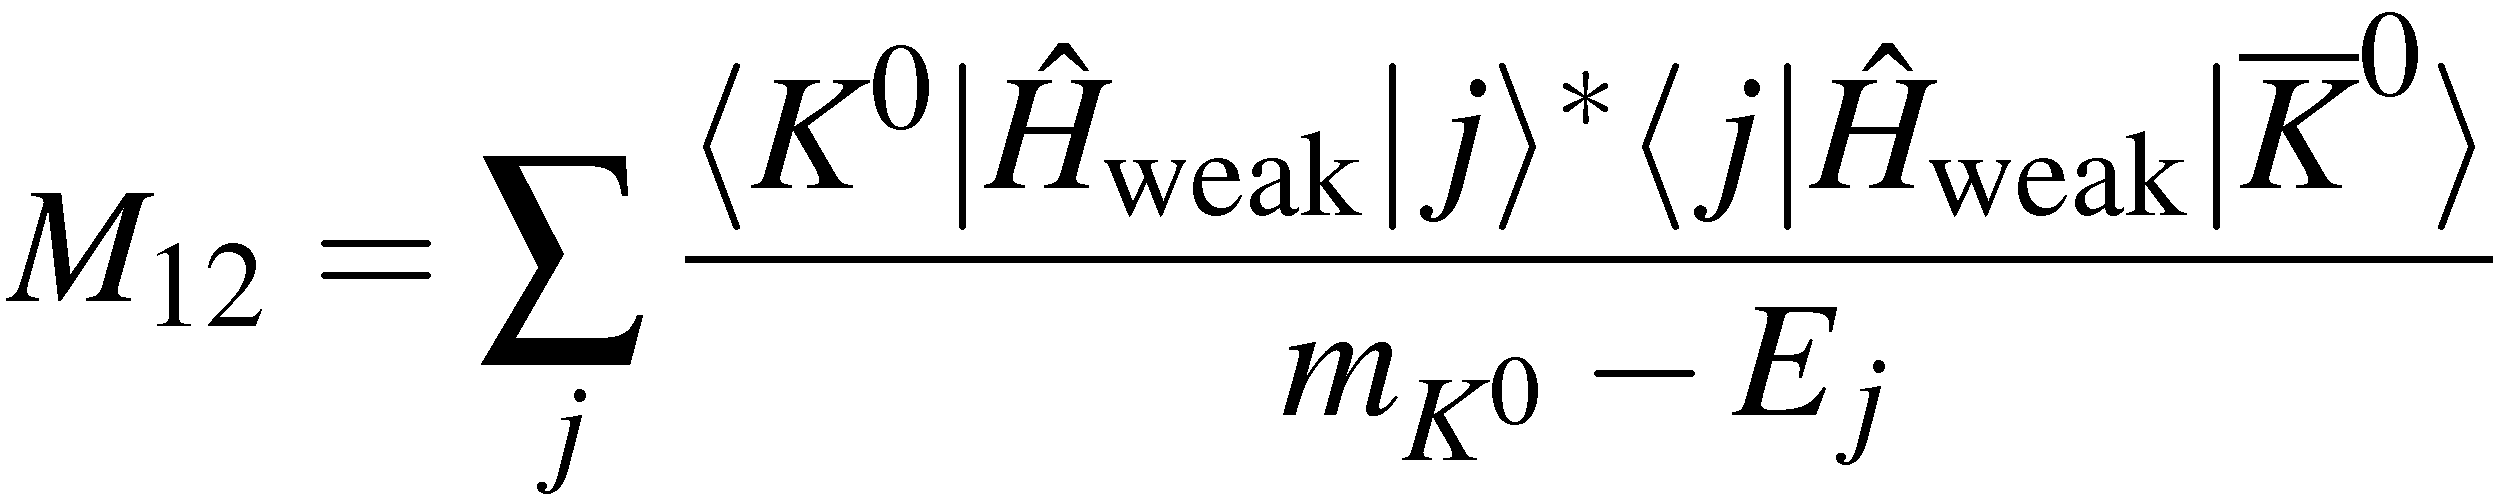 $M_{12} = \sum_{j} \frac{\langle K^0 | \hat{H}_{\text{weak}} | j \rangle^* \langle j | \hat{H}_{\text{weak}} | \overline{K}^0 \rangle}{m_{K^0} - E_j}$